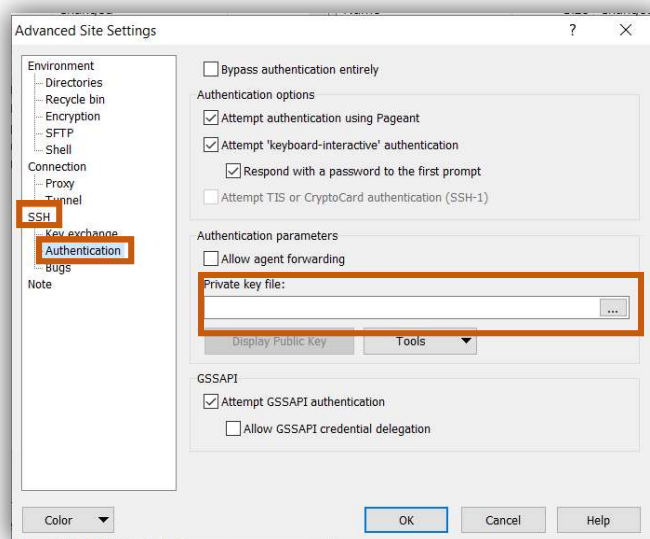 Advanced Site Settings
?
Environment
Directories
Recycle bin
Encryption
SFTP
Shell
Connection
Proxy
Tunnel
SSH
Key exchange
Authentication
Bugs
Note
Bypass authentication entirely
Authentication options
Attempt authentication using Pageant
Attempt 'keyboard-interactive' authentication
Respond with a password to the first prompt
Attempt TIS or CryptoCard authentication (SSH-1)
Authentication parameters
Allow agent forwarding
Private key file:
...
Display Public Key
Tools
GSSAPI
Attempt GSSAPI authentication
Allow GSSAPI credential delegation
Color
OK
Cancel
Help